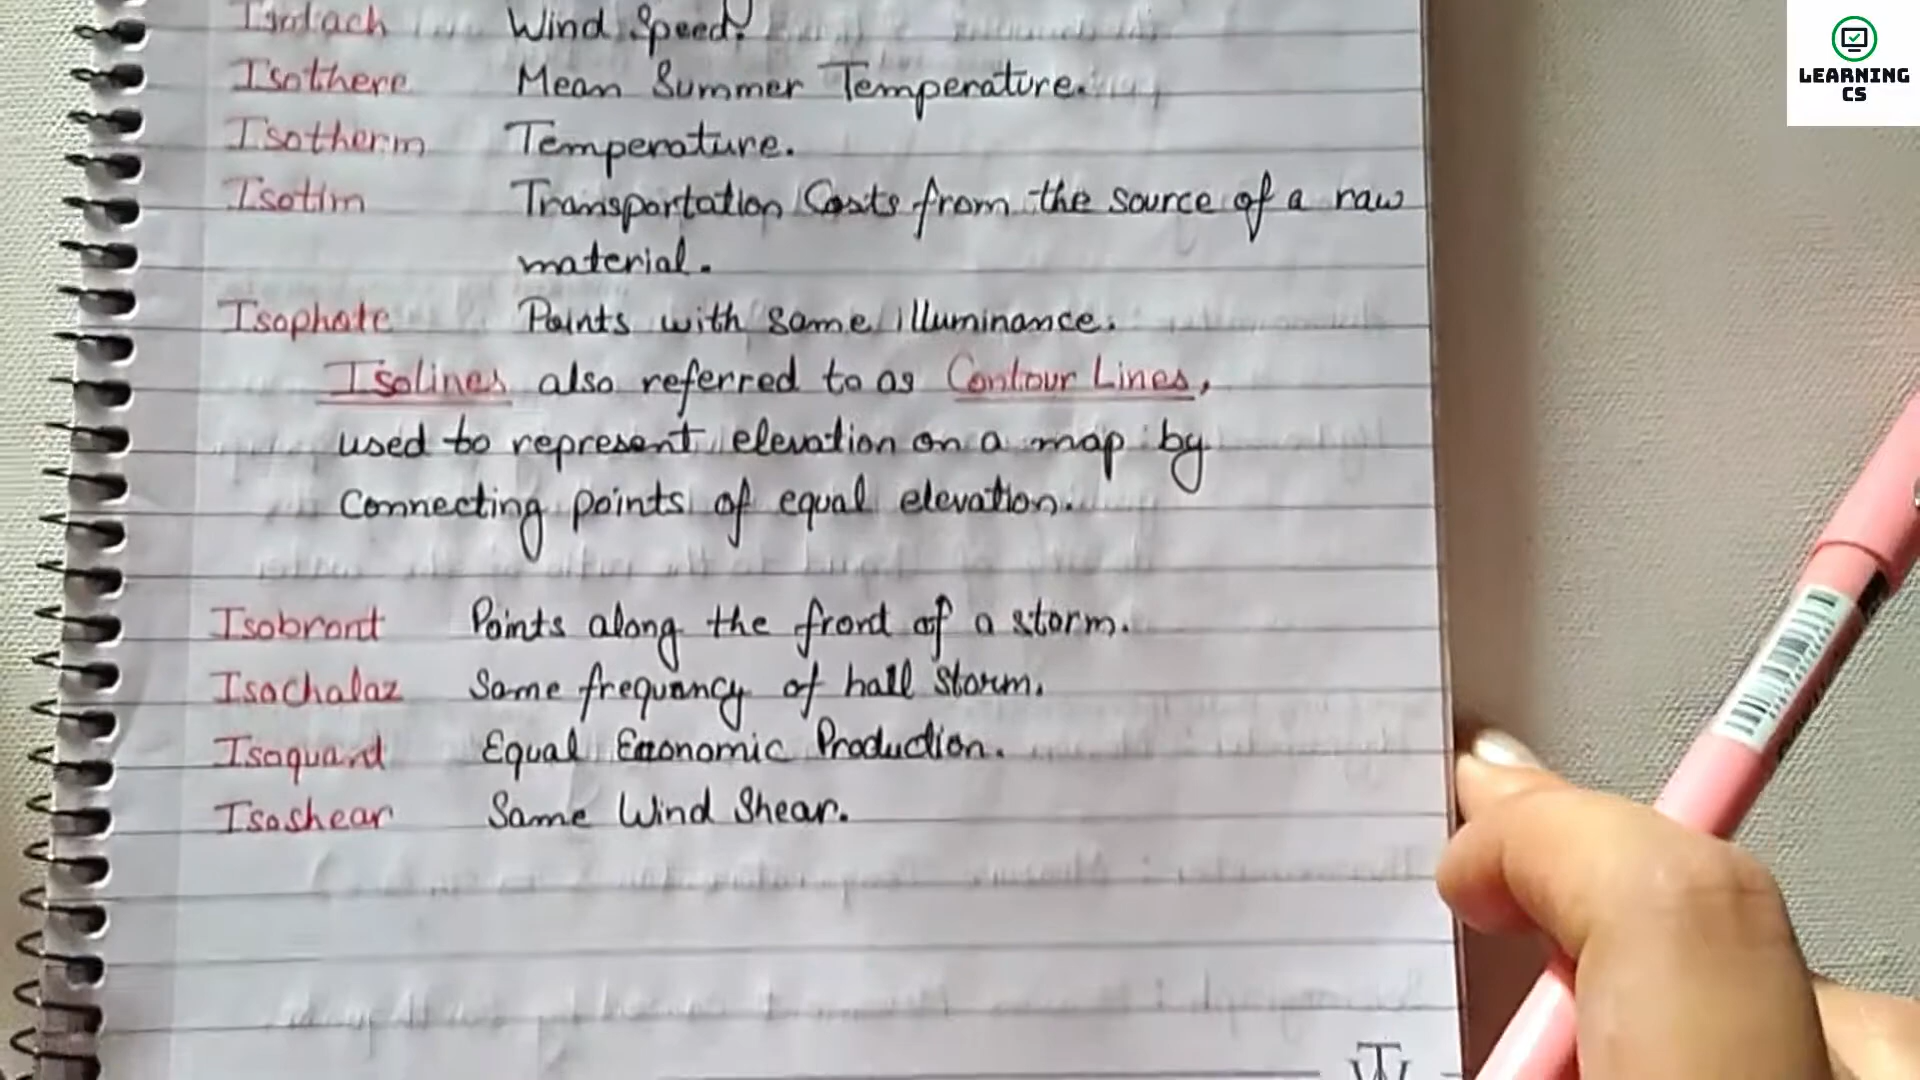 Isotach Wind Speed.
Isothere Mean Summer Temperature.
Isotherm Temperature.
Isotim Transportation Costs from the source of a raw
material.
Isophote Points with same illuminance.
Isolines also referred to as Contour Lines,
used to represent elevation on a map by
Connecting points of equal elevation.
Isobront Points along the front of a storm.
Isochalaz Same frequency of hail storm.
Isoquant Equal Economic Production.
Isoshear Same Wind Shear.
LEARNING
CS